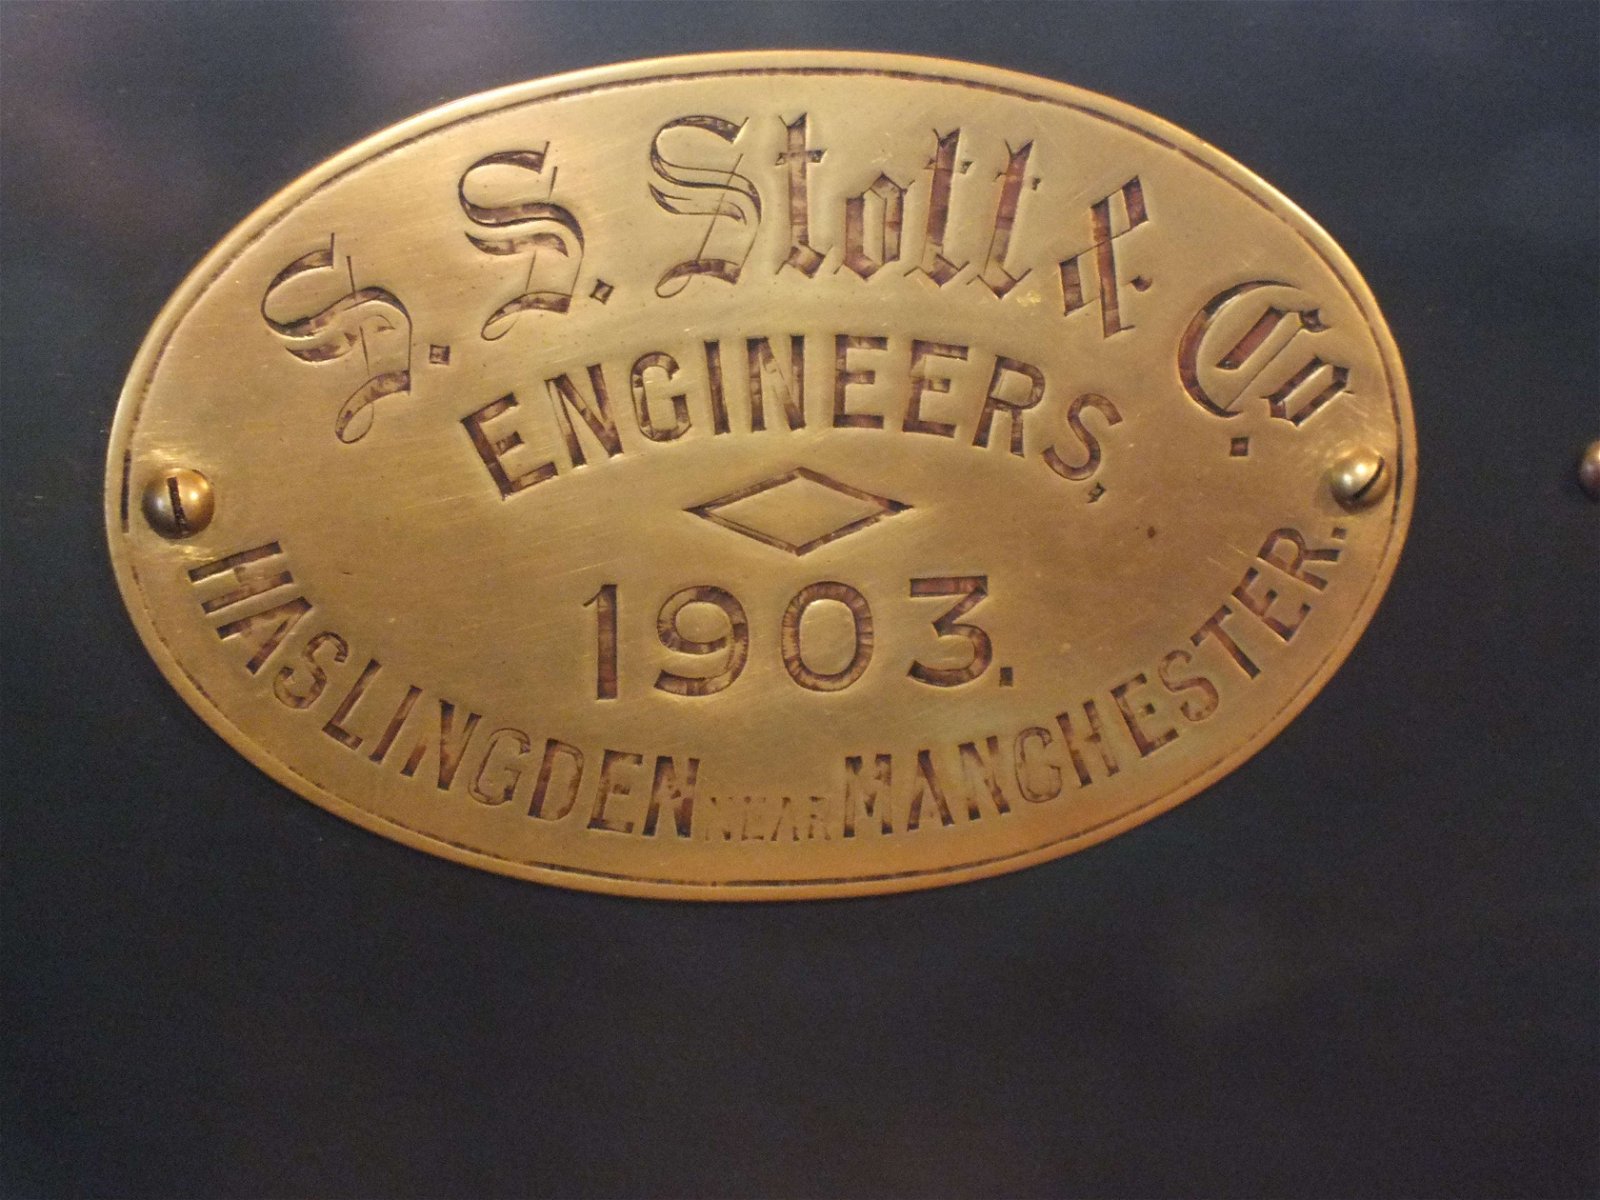 S. S. Stott & Co.
ENGINEERS,
1903.
HASLINGDEN NEAR MANCHESTER.